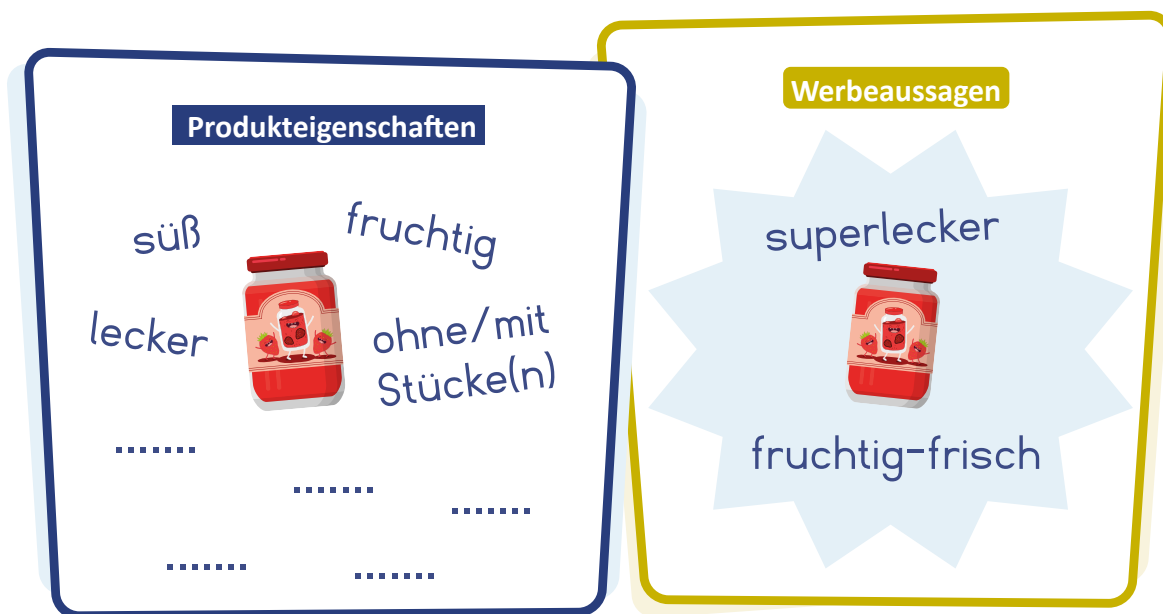 Produkteigenschaften
süß
fruchtig
lecker
ohne/mit
Stücke(n)
.......
.......
.......
.......
.......
Werbeaussagen
superlecker
fruchtig-frisch